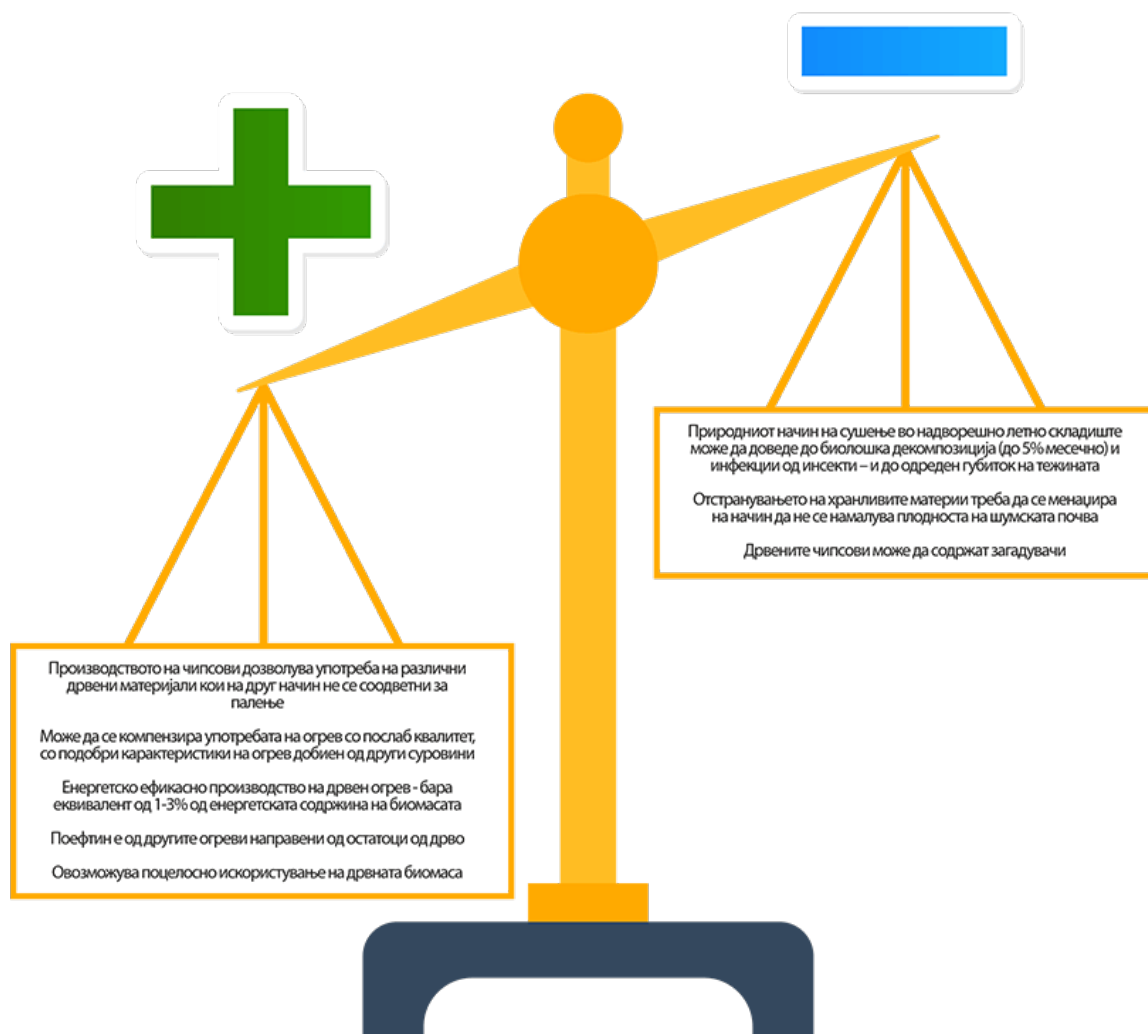 Производството на чипсови дозволува употреба на различни
дрвени материјали кои на друг начин не се соодветни за
палење
Може да се компензира употребата на огрев со послаб квалитет,
со подобри карактеристики на огрев добиен од други суровини
Енергетско ефикасно производство на дрвен огрев - бара
еквивалент од 1-3% од енергетската содржина на биомасата
Поефтин е од другите огреви направени од остатоци од дрво
Овозможува поцелосно искористување на дрвната биомаса
Природниот начин на сушење во надворешно летно складиште
може да доведе до биолошка декомпозиција (до 5% месечно) и
инфекции од инсекти – и до одреден губиток на тежината
Отстранувањето на хранливите материи треба да се менаџира
на начин да не се намалува плодноста на шумската почва
Дрвените чипсови може да содржат загадувачи